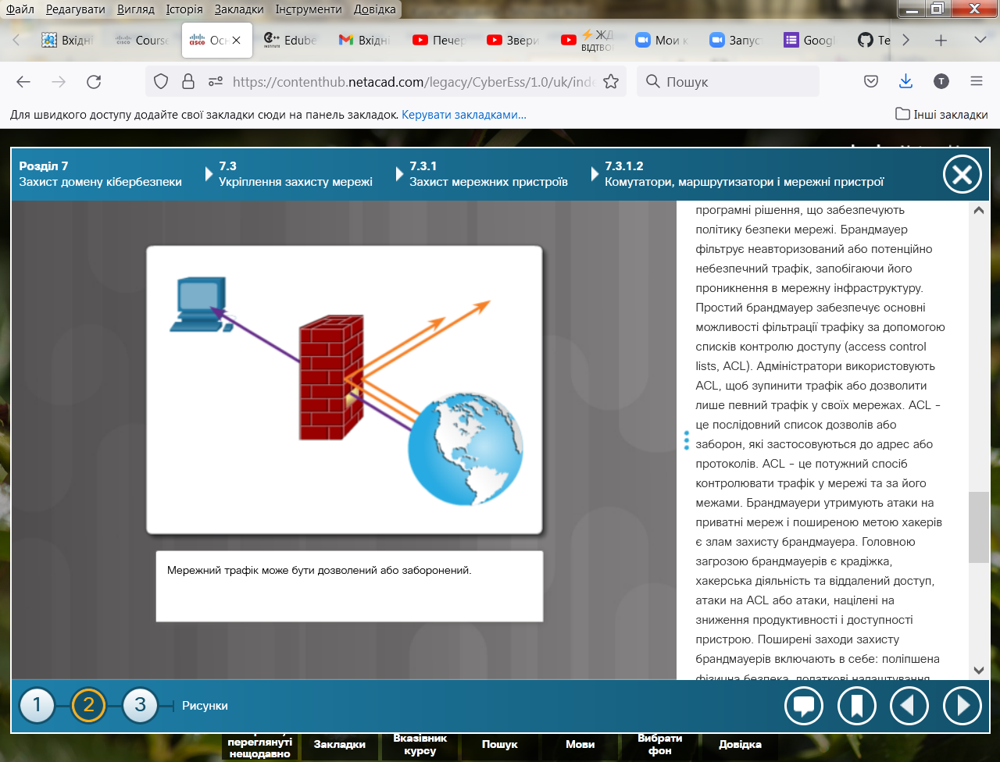 Файл Редагувати Вигляд Історія Закладки Інструменти Довідка
Вхідні Course Осн Edube Вхідні Печер Звери ЖД Мои к Запус Googl Te
ВІДТВОР
https://contenthub.netacad.com/legacy/CyberEss/1.0/uk/inde Пошук T
Для швидкого доступу додайте свої закладки сюди на панель закладок. Керувати закладками... Інші закладки
Розділ 7 7.3 7.3.1 7.3.1.2
Захист домену кібербезпеки Укріплення захисту мережі Захист мережних пристроїв Комутатори, маршрутизатори і мережні пристрої
програмні рішення, що забезпечують
політику безпеки мережі. Брандмауер
фільтрує неавторизований або потенційно
небезпечний трафік, запобігаючи його
проникнення в мережну інфраструктуру.
Простий брандмауер забезпечує основні
можливості фільтрації трафіку за допомогою
списків контролю доступу (access control
lists, ACL). Адміністратори використовують
ACL, щоб зупинити трафік або дозволити
лише певний трафік у своїх мережах. ACL -
це послідовний список дозволів або
заборон, які застосовуються до адрес або
протоколів. ACL - це потужний спосіб
контролювати трафік у мережі та за його
межами. Брандмауери утримують атаки на
приватні мереж і поширеною метою хакерів
є злам захисту брандмауера. Головною
загрозою брандмауерів є крадіжка,
хакерська діяльність та віддалений доступ,
атаки на ACL або атаки, націлені на
зниження продуктивності і доступності
пристрою. Поширені заходи захисту
брандмауерів включають в себе: поліпшена
фізична безпека, додаткові налаштування
Мережний трафік може бути дозволений або заборонений.
1 2 3 Рисунки
переглянуті
нещодавно
Закладки
Вказівник
курсу
Пошук
Мови
Вибрати
фон
Довідка